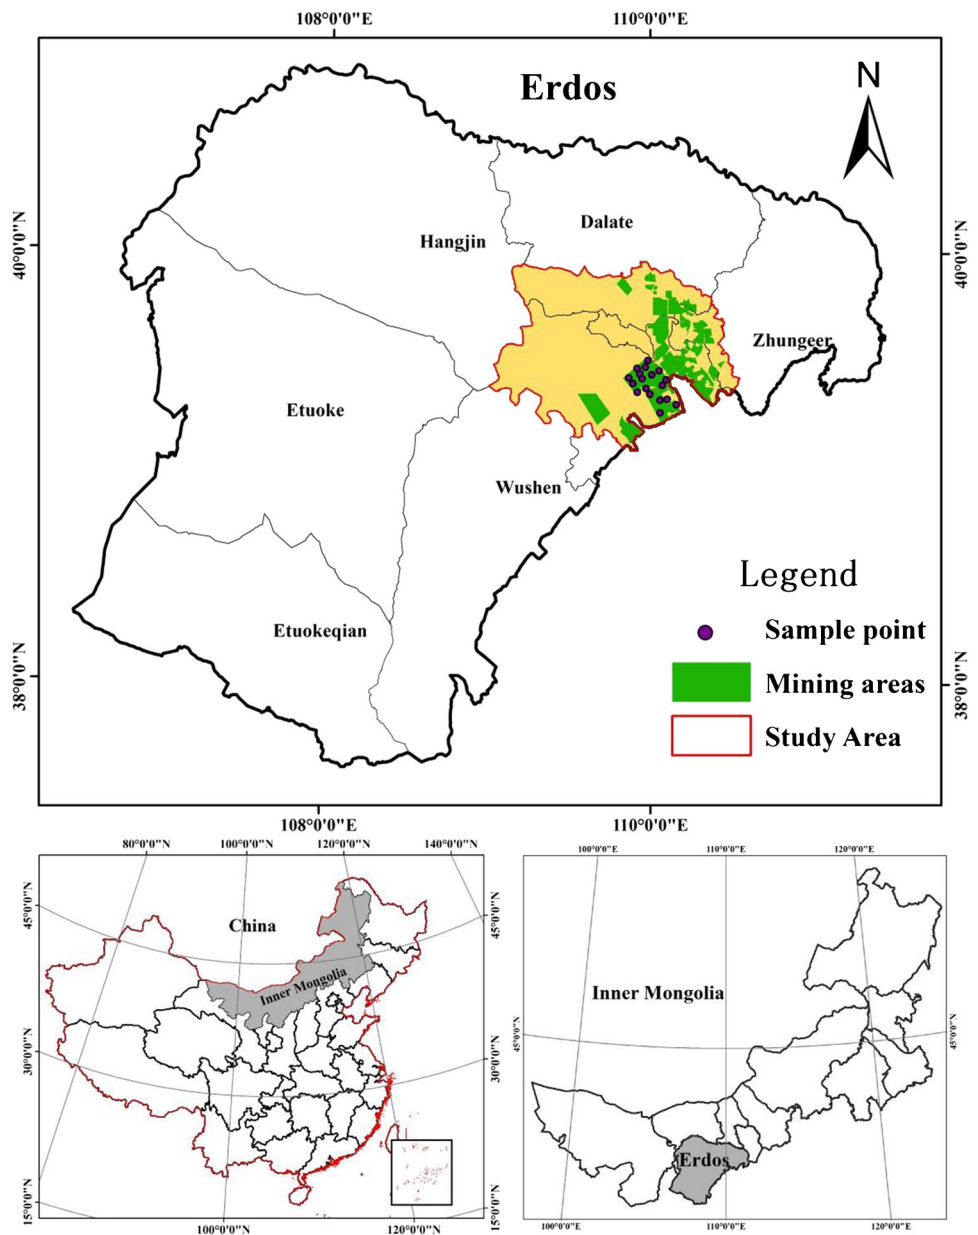 108°0'0"E
110°0'0"E
Erdos
N
40°0'0"N
40°0'0"N
Dalate
Hangjin
Zhungeer
Etuoke
Wushen
Etuokeqian
38°0'0"N
38°0'0"N
Legend
Sample point
Mining areas
Study Area
108°0'0"E
110°0'0"E
80°0'0"E
100°0'0"E
120°0'0"E
140°0'0"E
45°0'0"N
45°0'0"N
China
Inner Mongolia
30°0'0"N
30°0'0"N
15°0'0"N
15°0'0"N
100°0'0"E
120°0'0"E
100°0'0"E
110°0'0"E
120°0'0"E
Inner Mongolia
45°0'0"N
45°0'0"N
Erdos
100°0'0"E
110°0'0"E
120°0'0"E